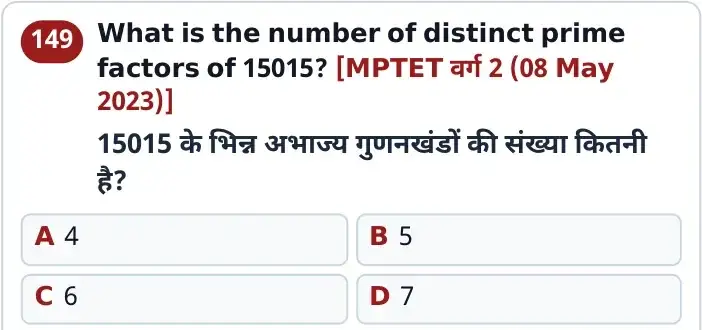 149 What is the number of distinct prime
factors of 15015? [MPTET वर्ग 2 (08 May
2023)]
15015 के भिन्न अभाज्य गुणनखंडों की संख्या कितनी
है?
A 4
B 5
C 6
D 7